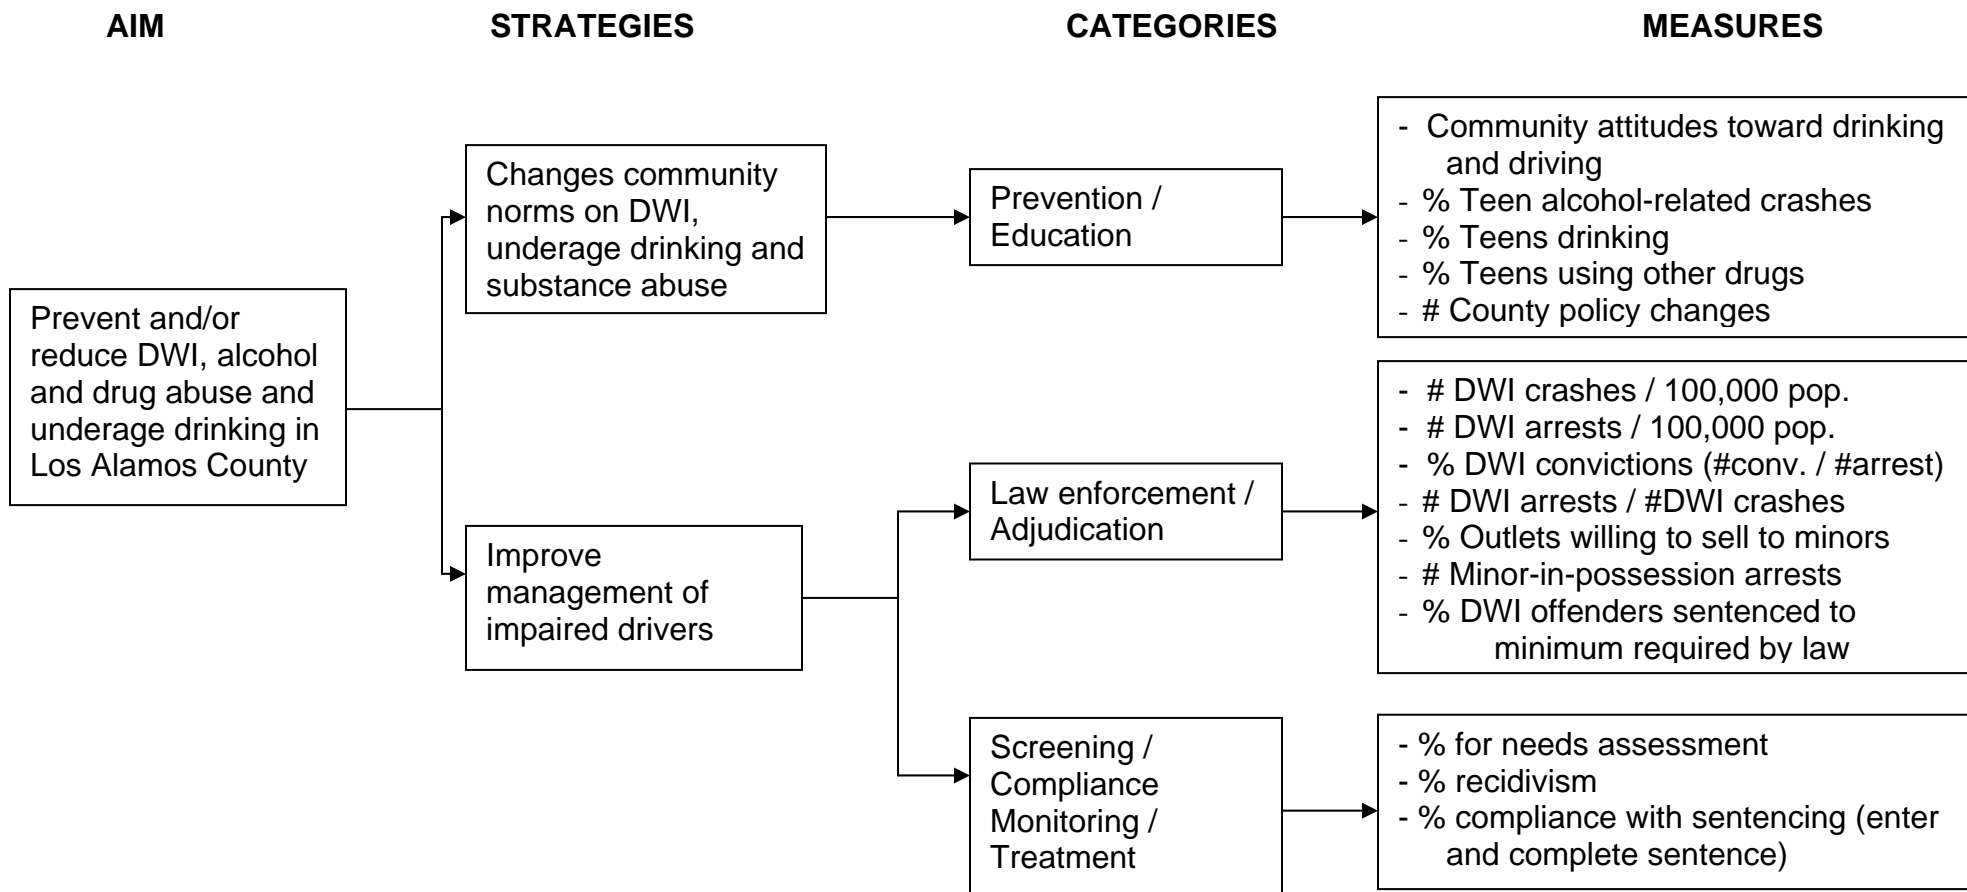 AIM STRATEGIES CATEGORIES MEASURES
Prevent and/or
reduce DWI, alcohol
and drug abuse and
underage drinking in
Los Alamos County
Changes community
norms on DWI,
underage drinking and
substance abuse
Improve
management of
impaired drivers
Prevention /
Education
Law enforcement /
Adjudication
Screening /
Compliance
Monitoring /
Treatment
- Community attitudes toward drinking
and driving
- % Teen alcohol-related crashes
- % Teens drinking
- % Teens using other drugs
- # County policy changes
- # DWI crashes / 100,000 pop.
- # DWI arrests / 100,000 pop.
- % DWI convictions (#conv. / #arrest)
- # DWI arrests / #DWI crashes
- % Outlets willing to sell to minors
- # Minor-in-possession arrests
- % DWI offenders sentenced to
minimum required by law
- % for needs assessment
- % recidivism
- % compliance with sentencing (enter
and complete sentence)